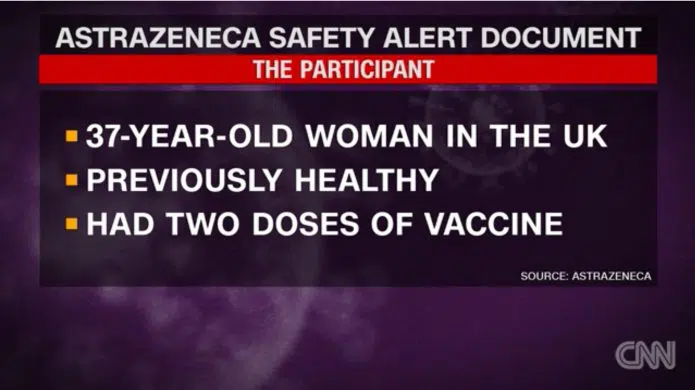 ASTRAZENECA SAFETY ALERT DOCUMENT
THE PARTICIPANT
37-YEAR-OLD WOMAN IN THE UK
PREVIOUSLY HEALTHY
HAD TWO DOSES OF VACCINE
SOURCE: ASTRAZENECA
CNN